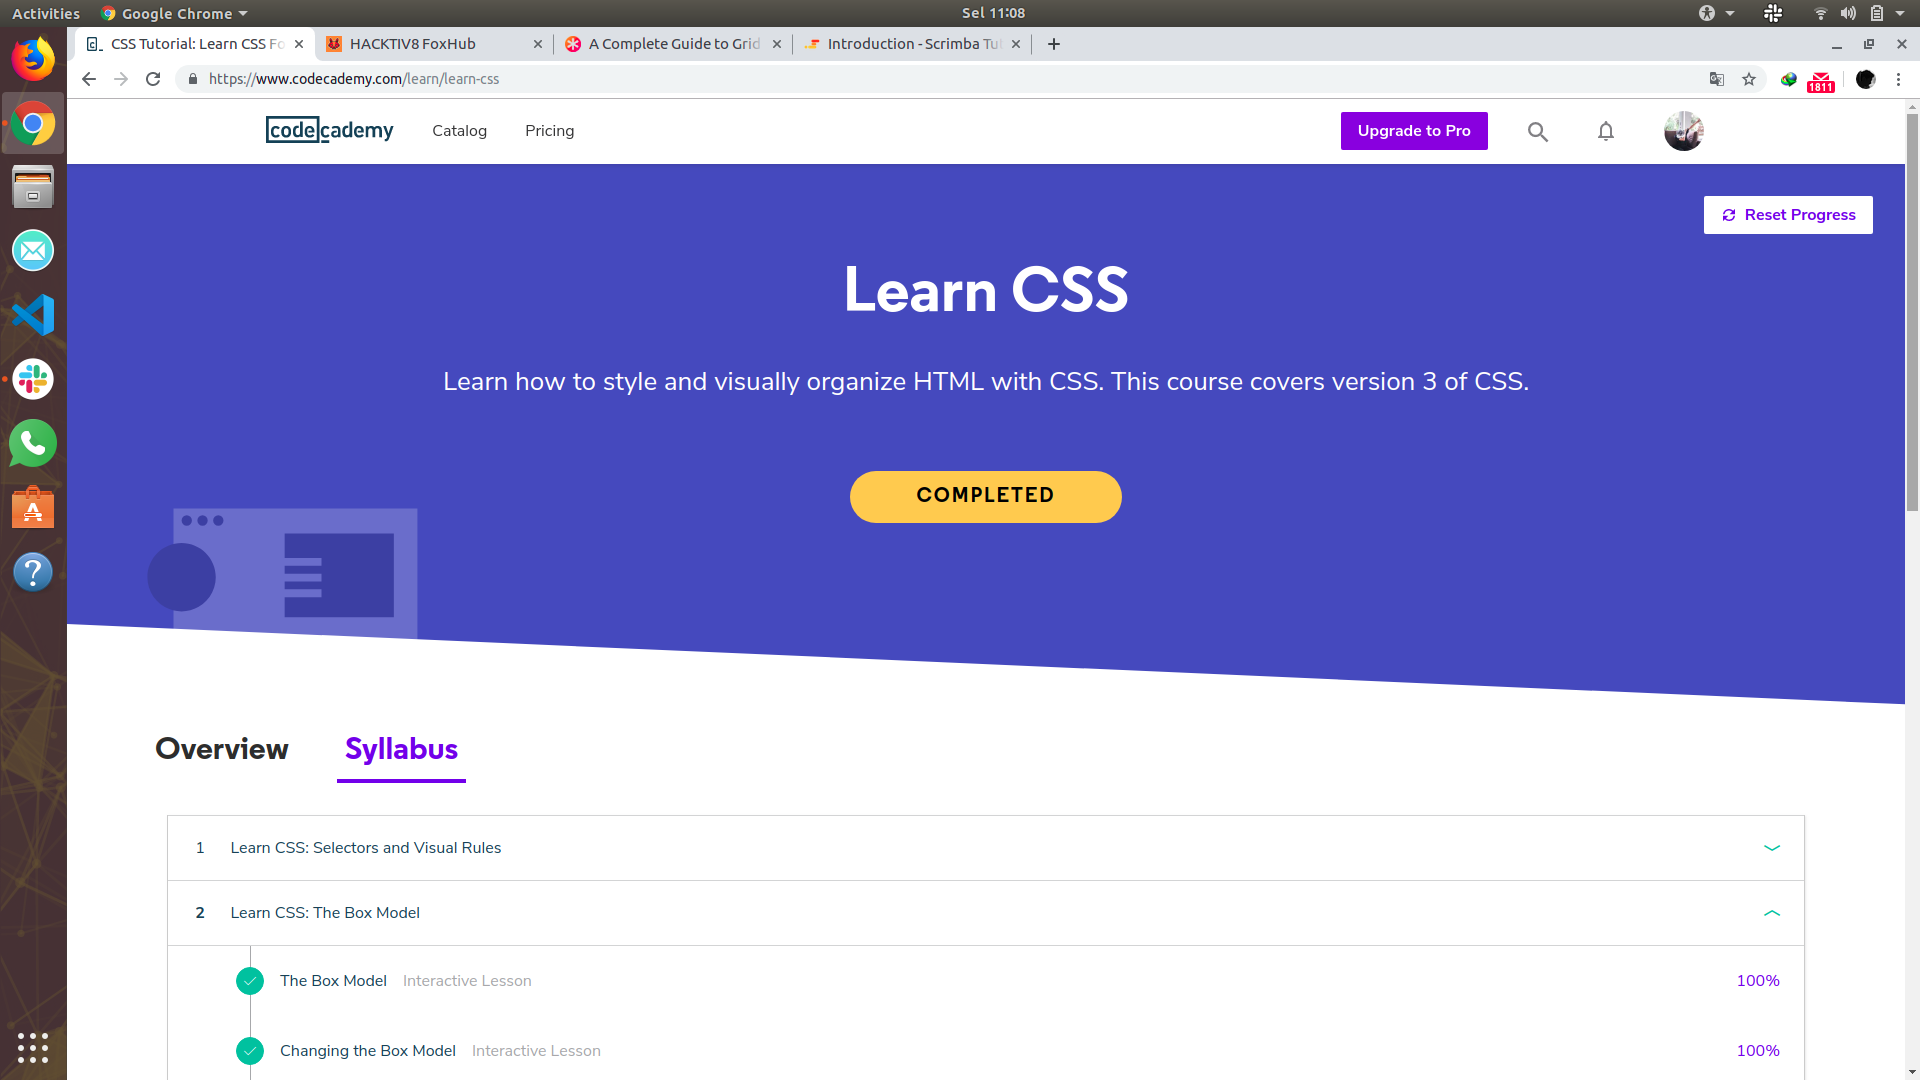 Activities Google Chrome Sel 11:08
CSS Tutorial: Learn CSS Fo HACKTIV8 FoxHub A Complete Guide to Grid Introduction - Scrimba Tut
https://www.codecademy.com/learn/learn-css 1811
codecademy Catalog Pricing Upgrade to Pro
Reset Progress
Learn CSS
Learn how to style and visually organize HTML with CSS. This course covers version 3 of CSS.
COMPLETED
Overview Syllabus
1 Learn CSS: Selectors and Visual Rules
2 Learn CSS: The Box Model
The Box Model Interactive Lesson 100%
Changing the Box Model Interactive Lesson 100%